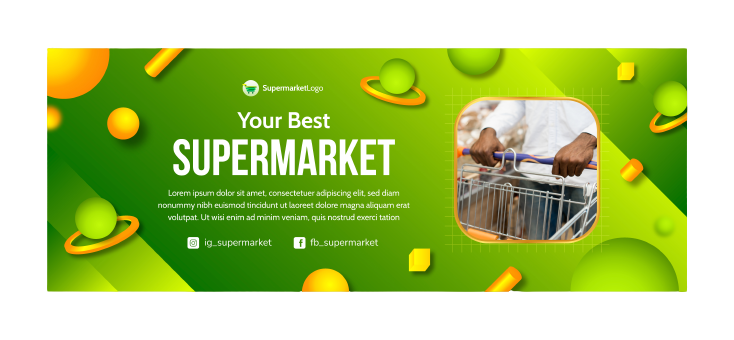 SupermarketLogo
Your Best
SUPERMARKET
Lorem ipsum dolor sit amet, consectetuer adipiscing elit, sed diam
nonummy nibh euismod tincidunt ut laoreet dolore magna aliquam erat
volutpat. Ut wisi enim ad minim veniam, quis nostrud exerci tation
ig_supermarket
fb_supermarket